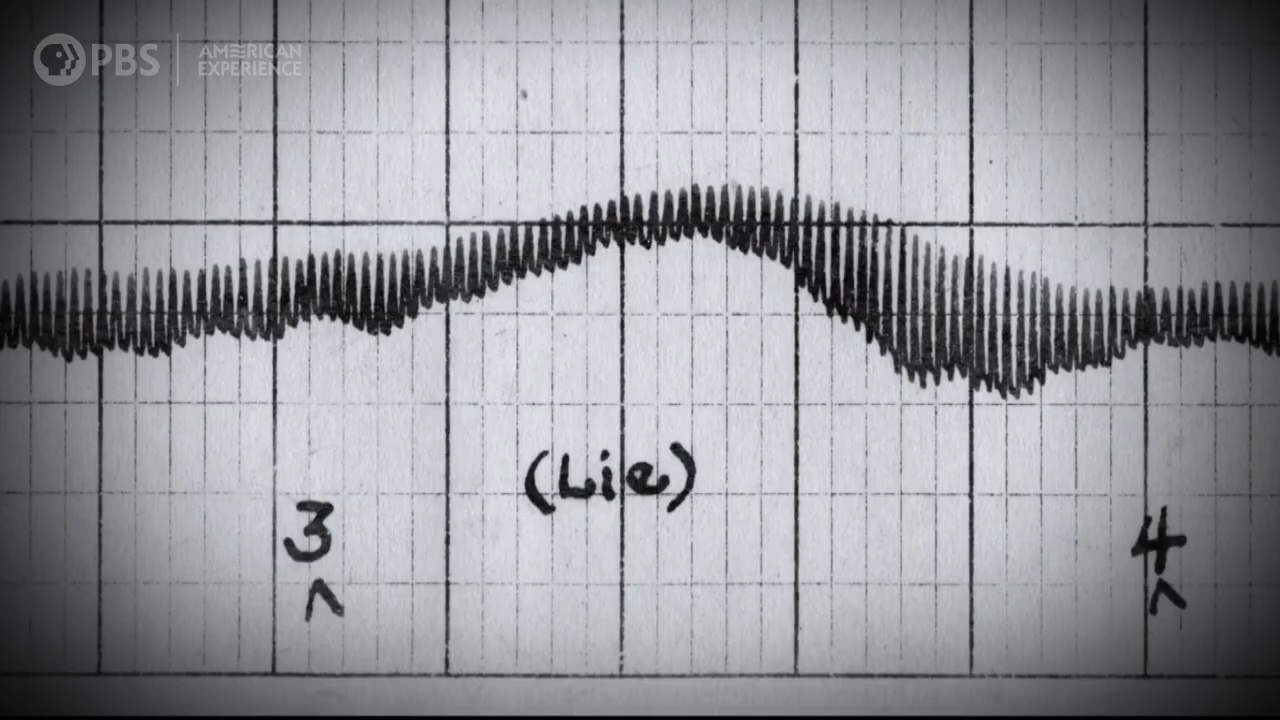 PBS
AMERICAN
EXPERIENCE
(Lie)
3
4
^
^